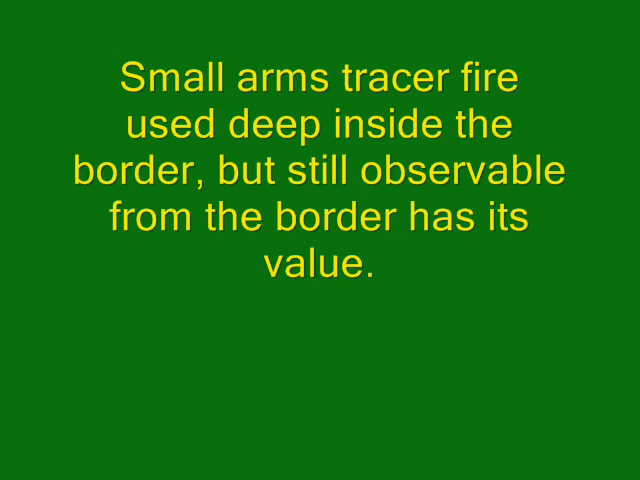 Small arms tracer fire
used deep inside the
border, but still observable
from the border has its
value.